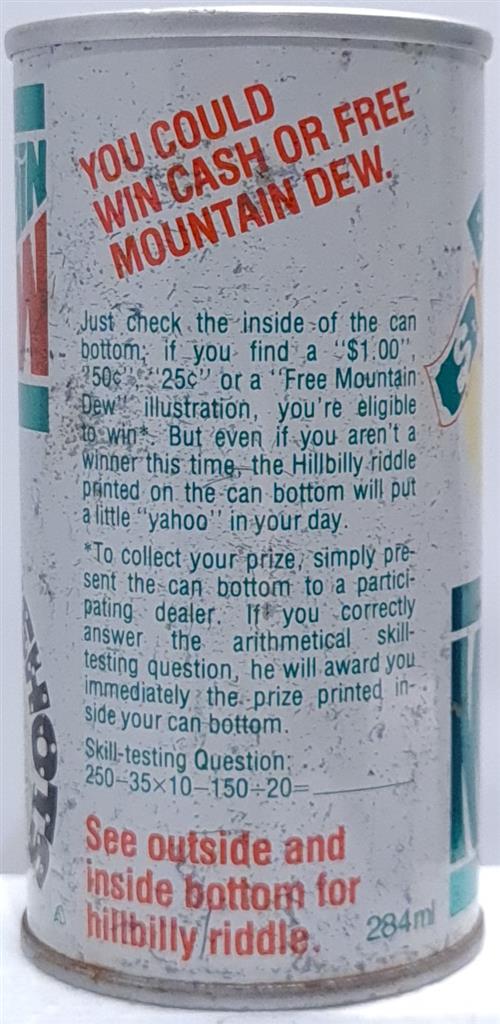 YOU COULD
WIN CASH OR FREE
MOUNTAIN DEW.
Just check the inside of the can
bottom; if you find a "$1.00",
"50¢", "25¢" or a "Free Mountain
Dew" illustration, you're eligible
to win*. But even if you aren't a
winner this time, the Hillbilly riddle
printed on the can bottom will put
a little "yahoo" in your day.
*To collect your prize, simply pre-
sent the can bottom to a partici-
pating dealer. If you correctly
answer the arithmetical skill-
testing question, he will award you
immediately the prize printed in-
side your can bottom.
Skill-testing Question:
250–35×10–150÷20=
See outside and
inside bottom for
hillbilly riddle.
284ml